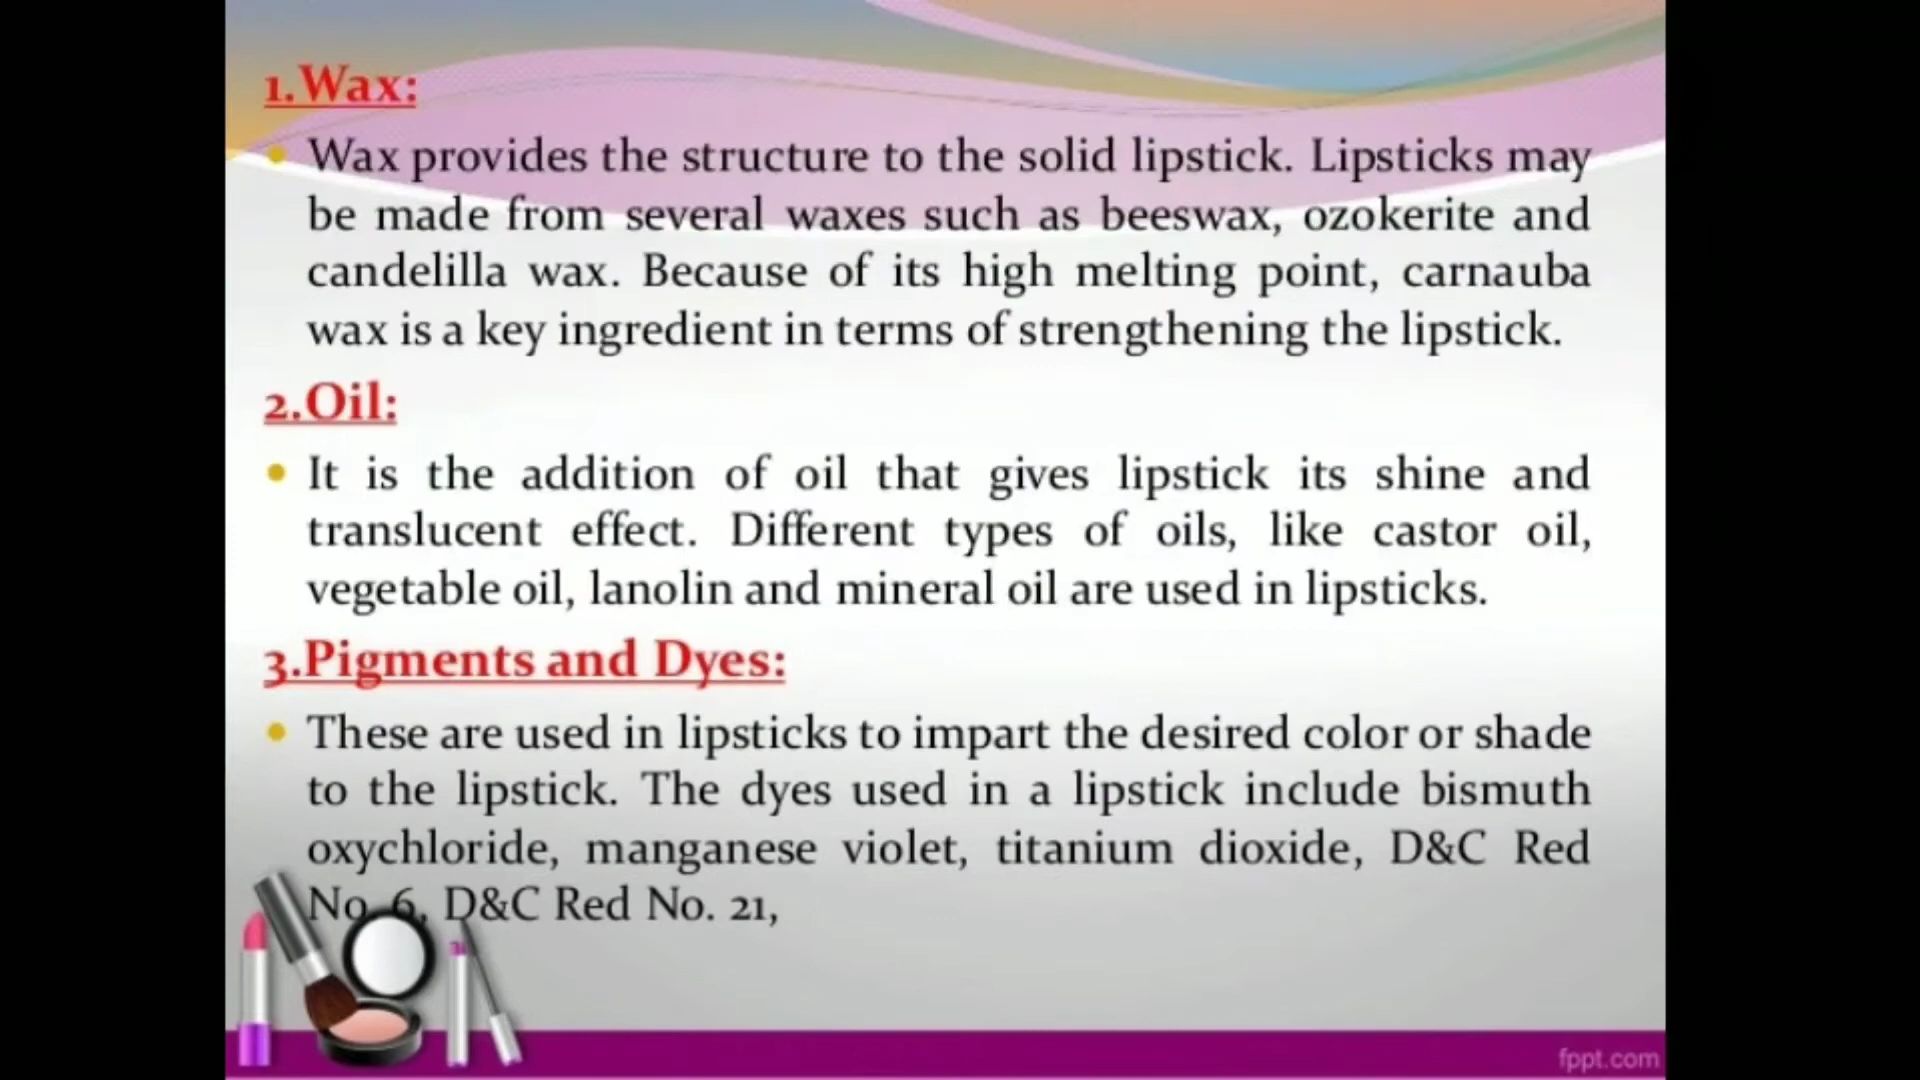 1.Wax:
Wax provides the structure to the solid lipstick. Lipsticks may
be made from several waxes such as beeswax, ozokerite and
candelilla wax. Because of its high melting point, carnauba
wax is a key ingredient in terms of strengthening the lipstick.
2.Oil:
It is the addition of oil that gives lipstick its shine and
translucent effect. Different types of oils, like castor oil,
vegetable oil, lanolin and mineral oil are used in lipsticks.
3.Pigments and Dyes:
These are used in lipsticks to impart the desired color or shade
to the lipstick. The dyes used in a lipstick include bismuth
oxychloride, manganese violet, titanium dioxide, D&C Red
No. 6, D&C Red No. 21,
fppt.com